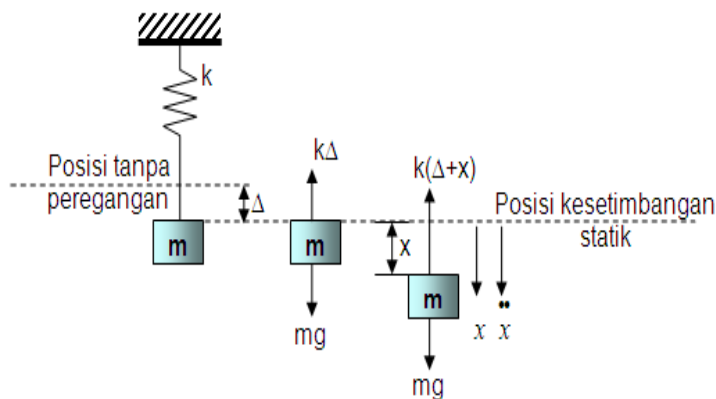 k
Posisi tanpa
peregangan
Δ
m
kΔ
m
mg
k(Δ+x)
x
m
mg
Posisi kesetimbangan
statik
x ẍ